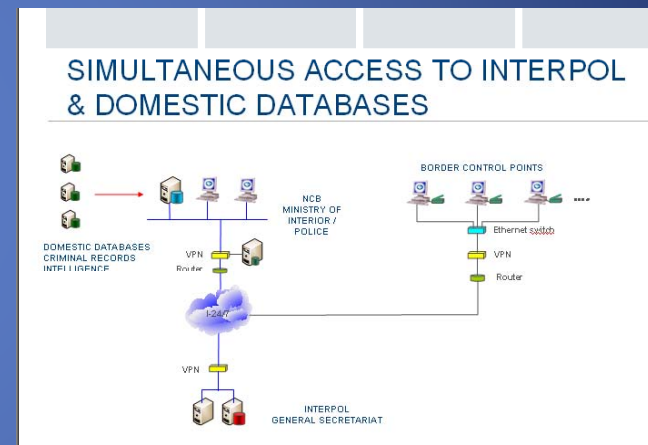 SIMULTANEOUS ACCESS TO INTERPOL
& DOMESTIC DATABASES
BORDER CONTROL POINTS
NCB
MINISTRY OF
INTERIOR /
POLICE
Ethernet switch
DOMESTIC DATABASES
CRIMINAL RECORDS
INTELLIGENCE
VPN
Router
VPN
Router
I-24/7
VPN
INTERPOL
GENERAL SECRETARIAT